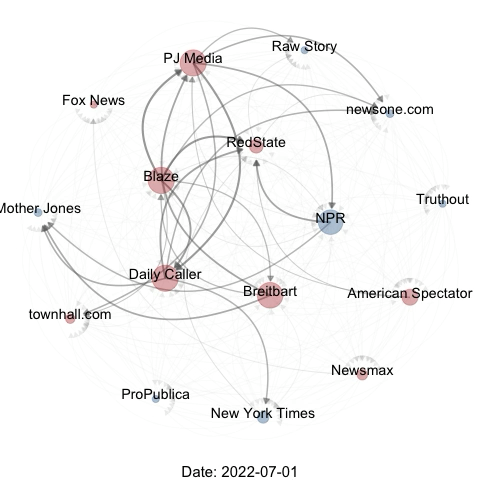 Raw Story
PJ Media
Fox News
newsone.com
RedState
Blaze
Truthout
Mother Jones
NPR
Daily Caller
Breitbart
American Spectator
townhall.com
Newsmax
ProPublica
New York Times
Date: 2022-07-01